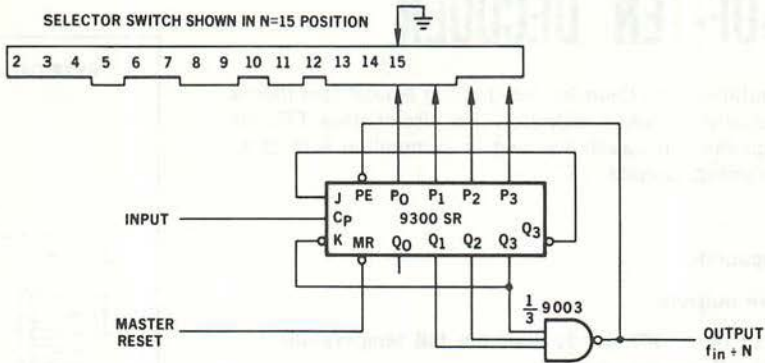 SELECTOR SWITCH SHOWN IN N=15 POSITION
2 3 4 5 6 7 8 9 10 11 12 13 14 15
J PE P0 P1 P2 P3
INPUT CP 9300 SR Q3
K MR Q0 Q1 Q2 Q3
1/3 9003
MASTER RESET
OUTPUT
fin ÷ N